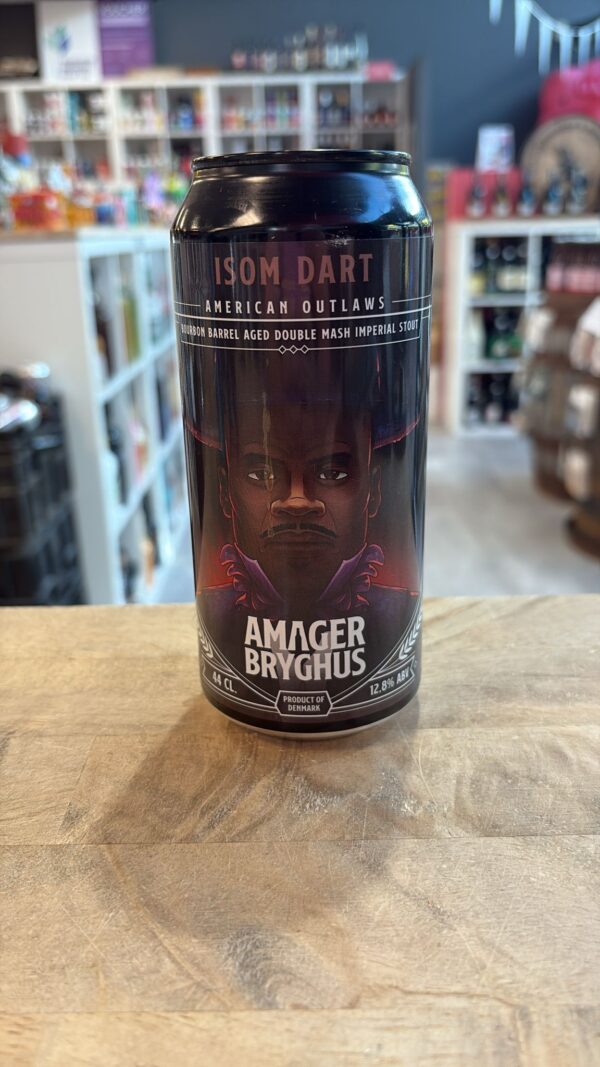 ISOM DART
AMERICAN OUTLAWS
BOURBON BARREL AGED DOUBLE MASH IMPERIAL STOUT
AMAGER
BRYGHUS
44 CL.
12.8% ABV
PRODUCT OF
DENMARK